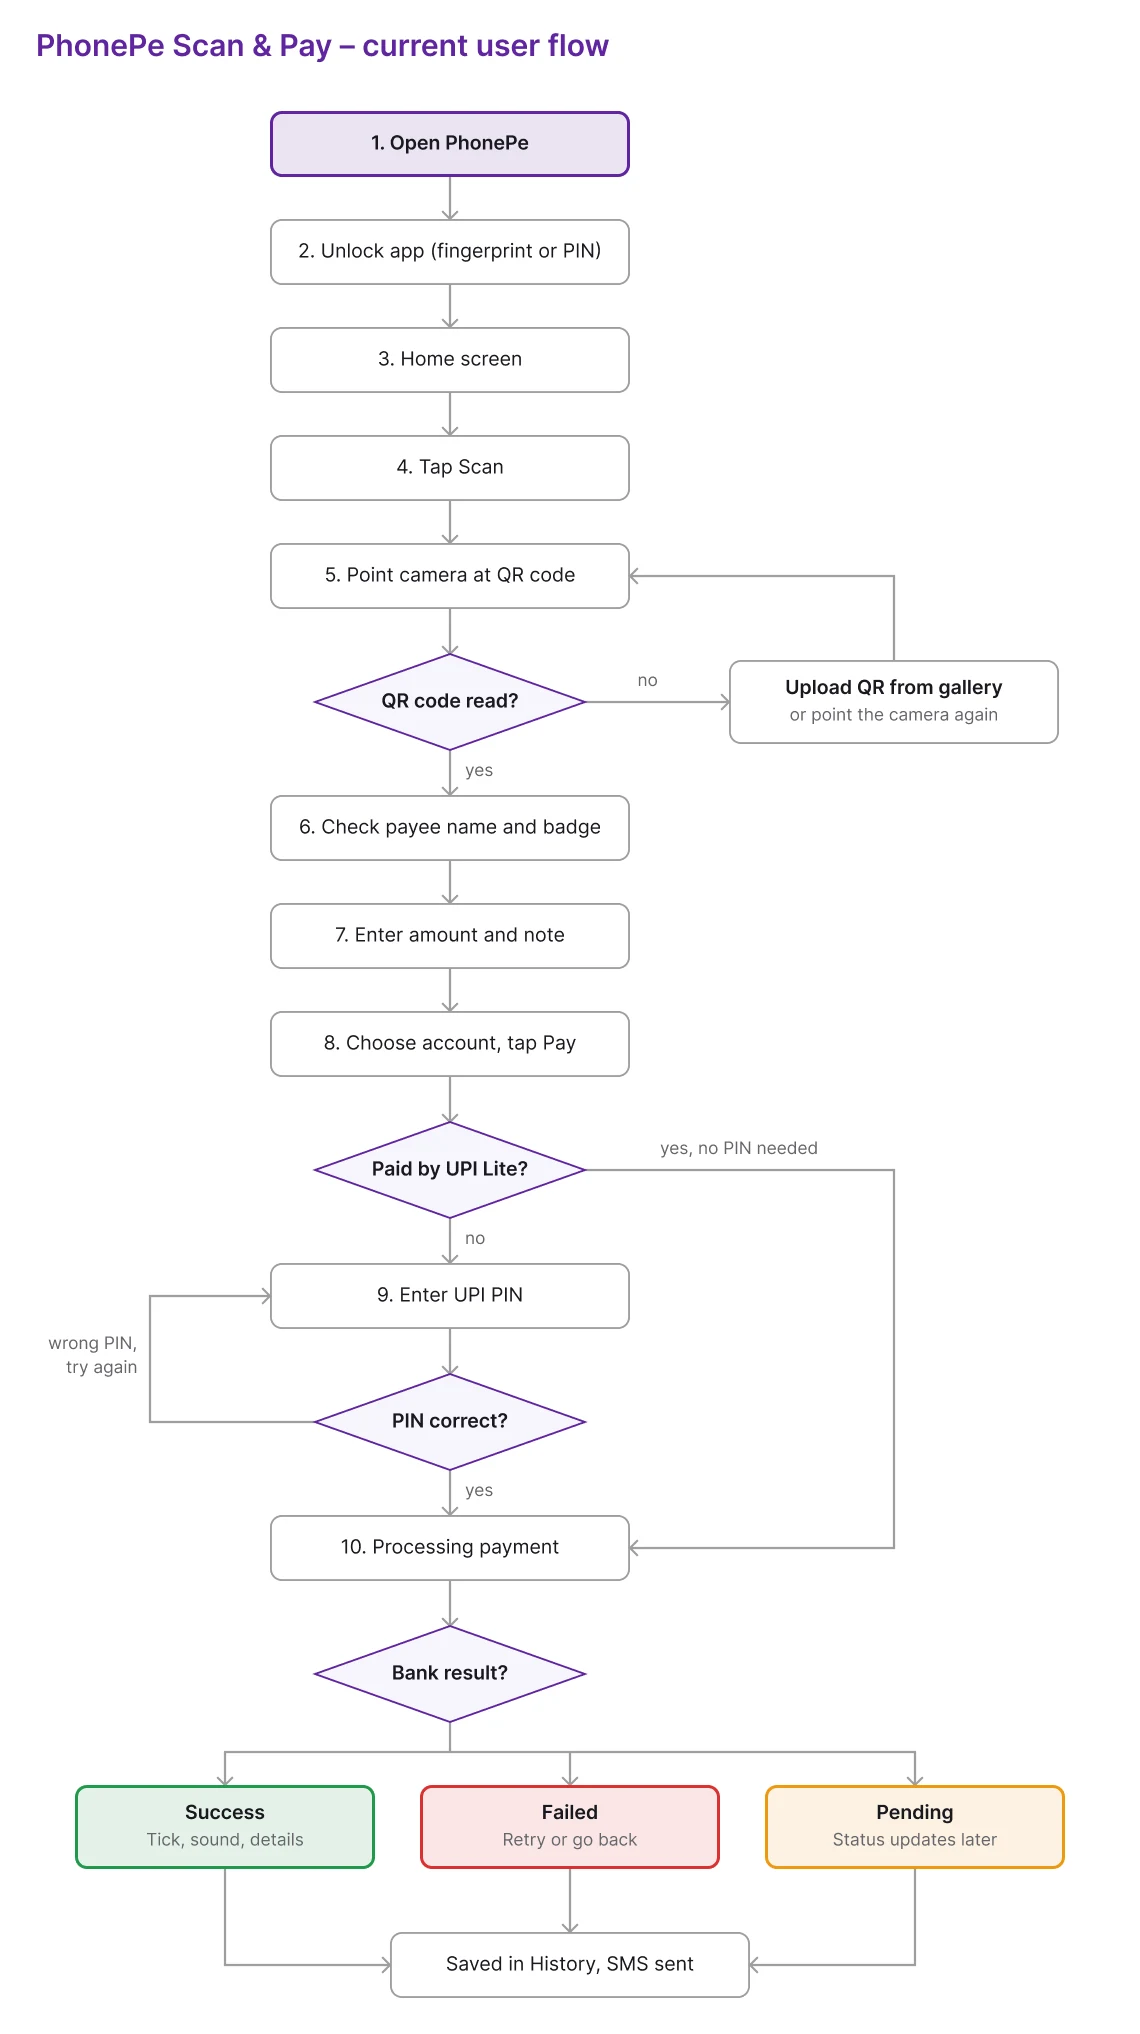 PhonePe Scan & Pay – current user flow
1. Open PhonePe
2. Unlock app (fingerprint or PIN)
3. Home screen
4. Tap Scan
5. Point camera at QR code
QR code read?
no
Upload QR from gallery
or point the camera again
yes
6. Check payee name and badge
7. Enter amount and note
8. Choose account, tap Pay
Paid by UPI Lite?
yes, no PIN needed
no
9. Enter UPI PIN
wrong PIN,
try again
PIN correct?
yes
10. Processing payment
Bank result?
Success
Tick, sound, details
Failed
Retry or go back
Pending
Status updates later
Saved in History, SMS sent